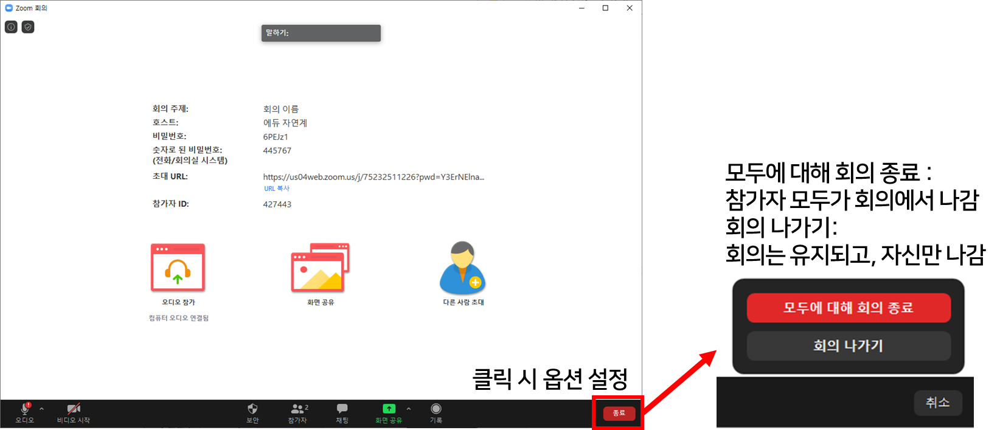 Zoom 회의
말하기:
회의 주제: 회의 이름
호스트: 에듀 자연계
비밀번호: 6PEJz1
숫자로 된 비밀번호: 445767
(전화/회의실 시스템)
초대 URL: https://us04web.zoom.us/j/75232511226?pwd=Y3ErNElna...
URL 복사
참가자 ID: 427443
오디오 참가
화면 공유
다른 사람 초대
컴퓨터 오디오 연결됨
클릭 시 옵션 설정
오디오
비디오 시작
보안
참가자
2
채팅
화면 공유
기록
종료
모두에 대해 회의 종료 :
참가자 모두가 회의에서 나감
회의 나가기:
회의는 유지되고, 자신만 나감
모두에 대해 회의 종료
회의 나가기
취소